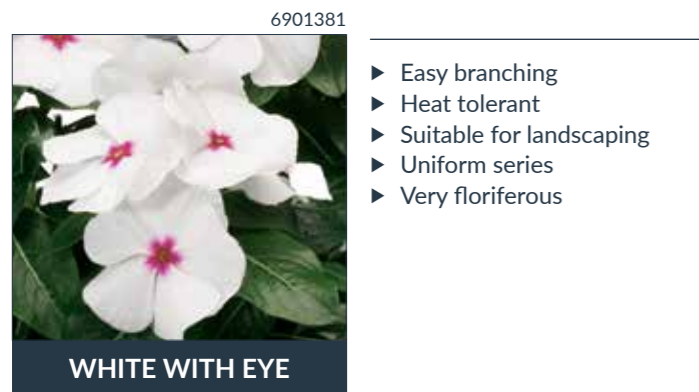 6901381
WHITE WITH EYE
▶ Easy branching
▶ Heat tolerant
▶ Suitable for landscaping
▶ Uniform series
▶ Very floriferous